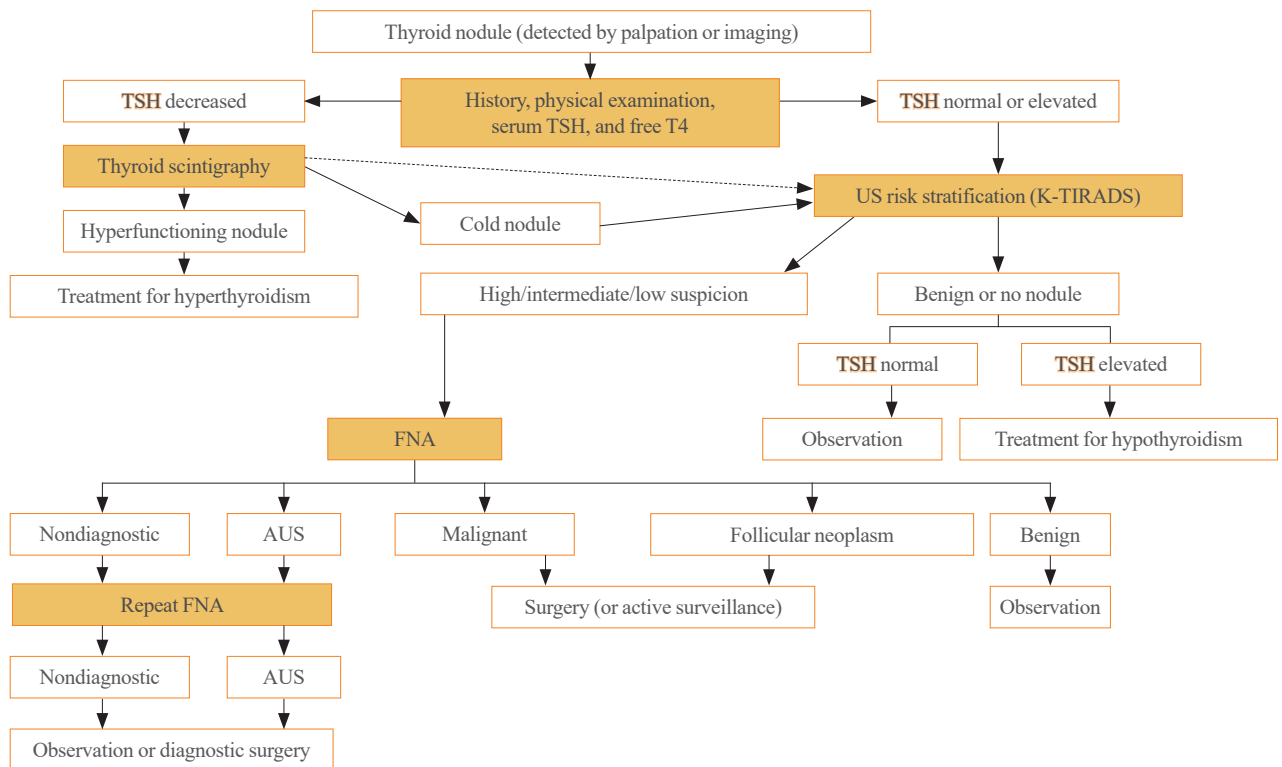 Thyroid nodule (detected by palpation or imaging)
TSH decreased
History, physical examination,
serum TSH, and free T4
TSH normal or elevated
Thyroid scintigraphy
US risk stratification (K-TIRADS)
Hyperfunctioning nodule
Cold nodule
Treatment for hyperthyroidism
High/intermediate/low suspicion
Benign or no nodule
TSH normal
TSH elevated
FNA
Observation
Treatment for hypothyroidism
Nondiagnostic
AUS
Malignant
Follicular neoplasm
Benign
Repeat FNA
Surgery (or active surveillance)
Observation
Nondiagnostic
AUS
Observation or diagnostic surgery